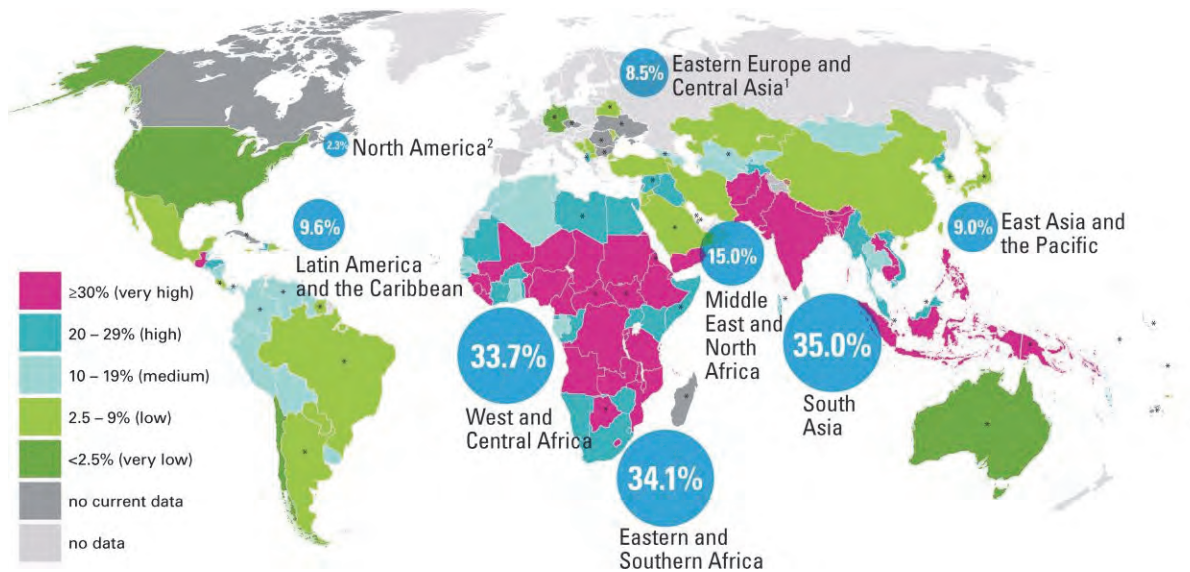 8.5%
Eastern Europe and
Central Asia¹
2.3%
North America²
9.6%
Latin America
and the Caribbean
9.0%
East Asia and
the Pacific
15.0%
Middle
East and
North
Africa
33.7%
West and
Central Africa
35.0%
South
Asia
34.1%
Eastern and
Southern Africa
≥30% (very high)
20 – 29% (high)
10 – 19% (medium)
2.5 – 9% (low)
<2.5% (very low)
no current data
no data